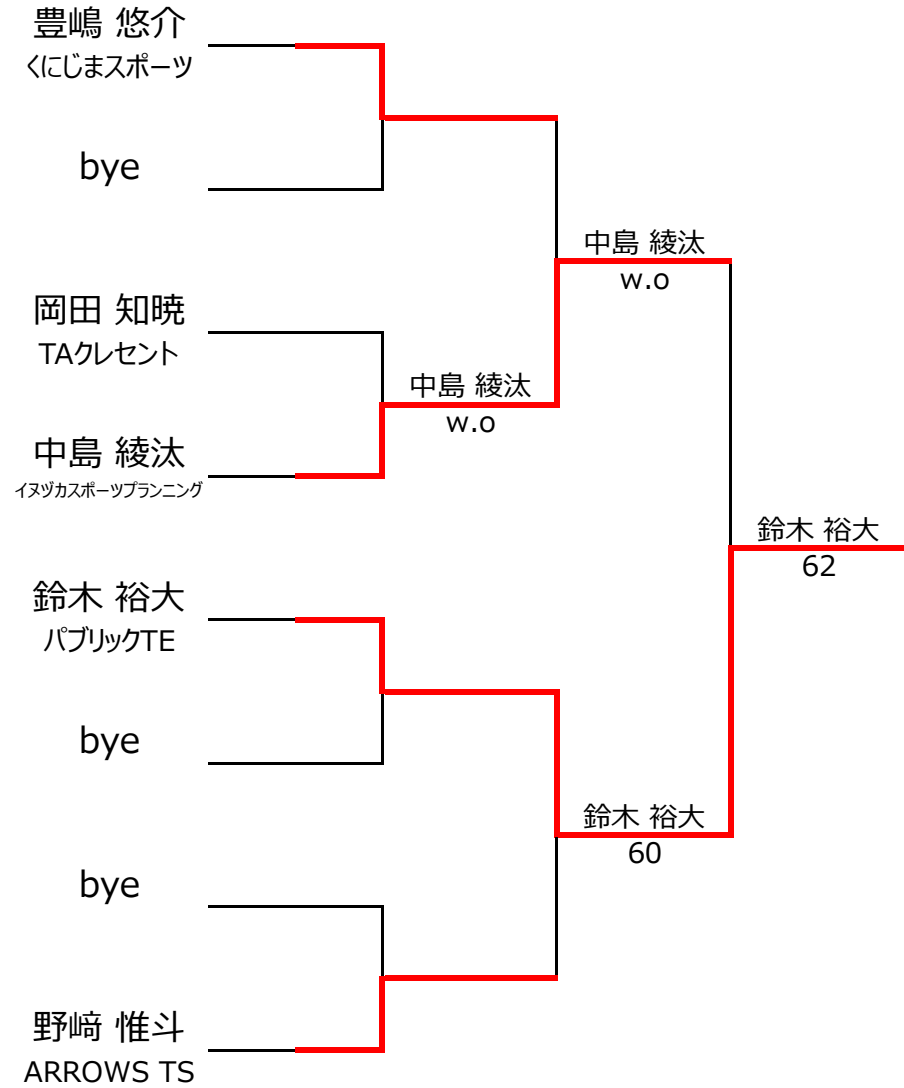 豊嶋 悠介
くにじまスポーツ
bye
岡田 知暁
TAクレセント
中島 綾汰
イヌヅカスポーツプランニング
鈴木 裕大
パブリックTE
bye
bye
野﨑 惟斗
ARROWS TS
中島 綾汰
w.o
中島 綾汰
w.o
鈴木 裕大
60
鈴木 裕大
62